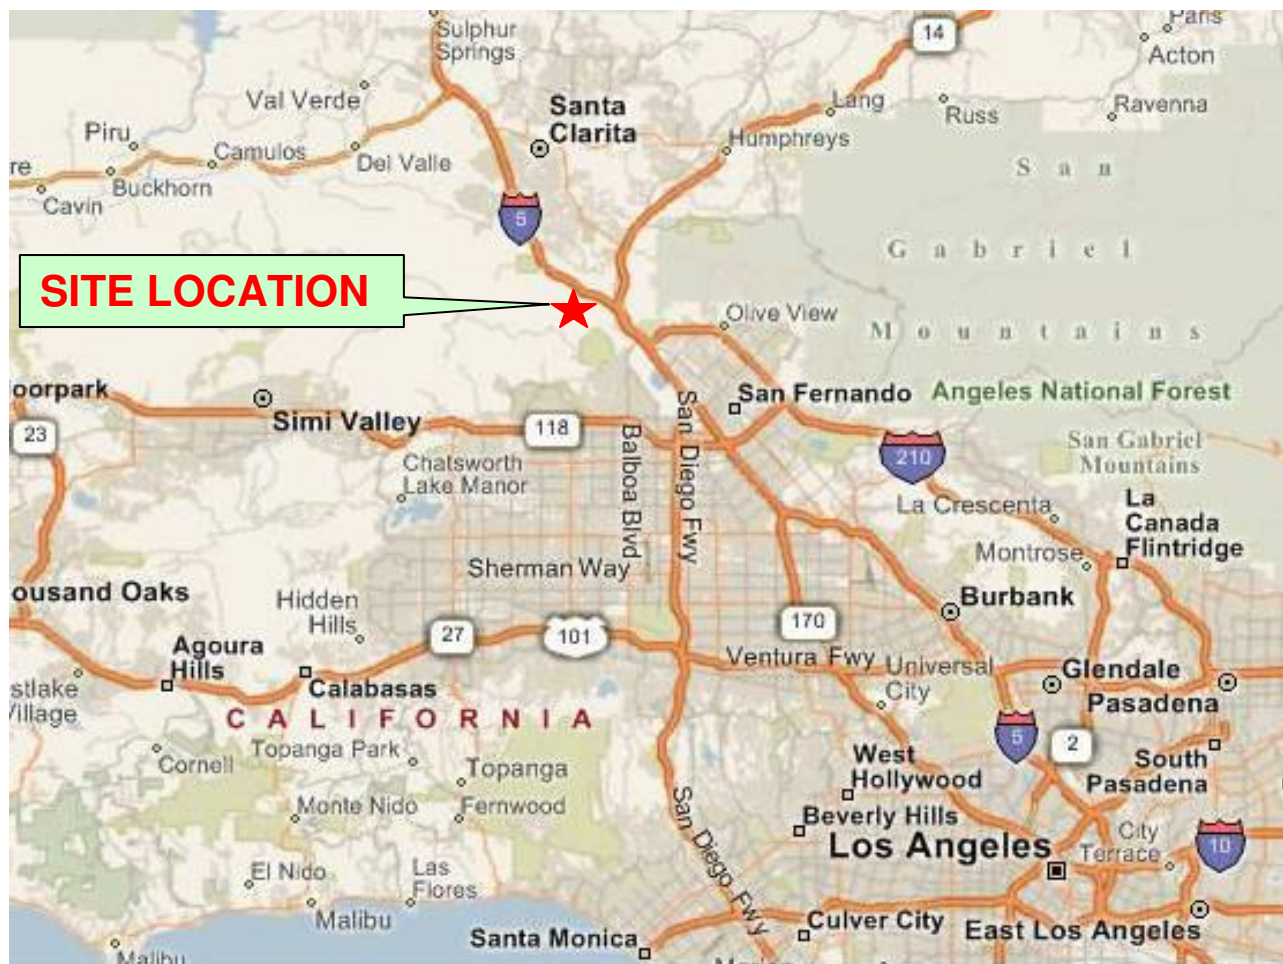 Sulphur
Springs
14
Paris
Acton
Val Verde
Santa
Clarita
Lang
Russ
Ravenna
Piru
Camulos
Del Valle
Humphreys
re
Buckhorn
Cavin
San
5
Gabriel
SITE LOCATION
Olive View
Mountains
oorpark
San Fernando
Angeles National Forest
Simi Valley
23
118
San Diego Fwy
Balboa Blvd
San Gabriel
Mountains
210
Chatsworth
Lake Manor
La Crescenta
La
Canada
Flintridge
Montrose
Sherman Way
ousand Oaks
Hidden
Hills
Burbank
27
101
170
Agoura
Hills
Ventura Fwy
Universal
City
Glendale
stlake
Village
Calabasas
Pasadena
CALIFORNIA
5
2
Topanga Park
Cornell
Topanga
West
Hollywood
South
Pasadena
Monte Nido
Fernwood
San Diego Fwy
Beverly Hills
Los Angeles
City
Terrace
10
El Nido
Las
Flores
Malibu
Culver City
East Los Angeles
Santa Monica
Malibu